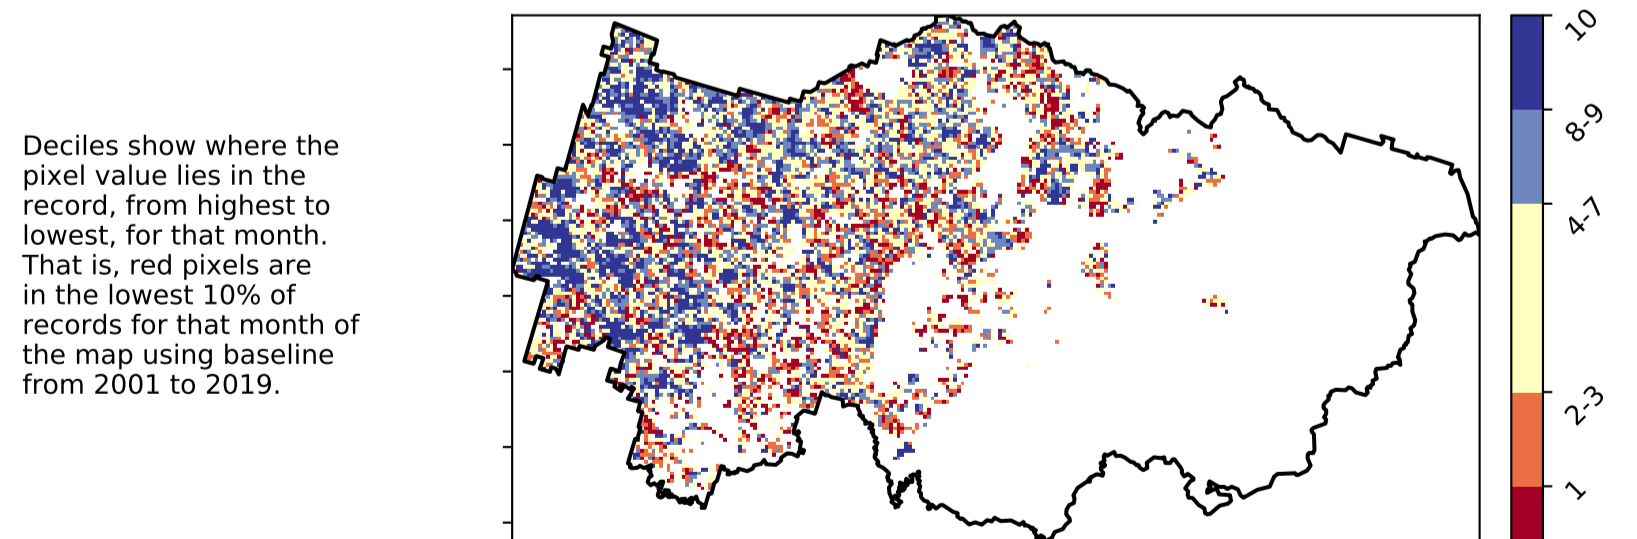 Deciles show where the
pixel value lies in the
record, from highest to
lowest, for that month.
That is, red pixels are
in the lowest 10% of
records for that month of
the map using baseline
from 2001 to 2019.
10
8-9
4-7
2-3
1